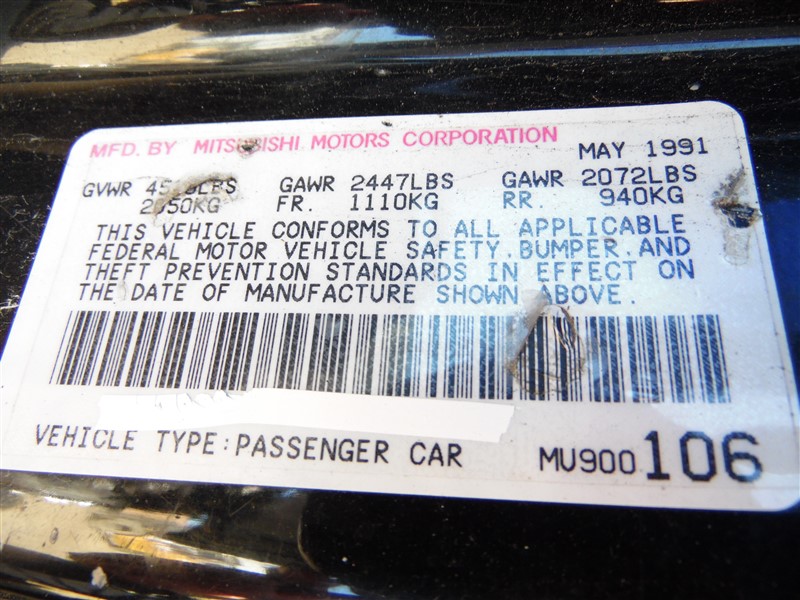 MFD. BY MITSUBISHI MOTORS CORPORATION MAY 1991
GVWR GAWR 2447LBS GAWR 2072LBS
2050KG FR. 1110KG RR. 940KG
THIS VEHICLE CONFORMS TO ALL APPLICABLE
FEDERAL MOTOR VEHICLE SAFETY, BUMPER, AND
THEFT PREVENTION STANDARDS IN EFFECT ON
THE DATE OF MANUFACTURE SHOWN ABOVE.
VEHICLE TYPE:PASSENGER CAR MU900106